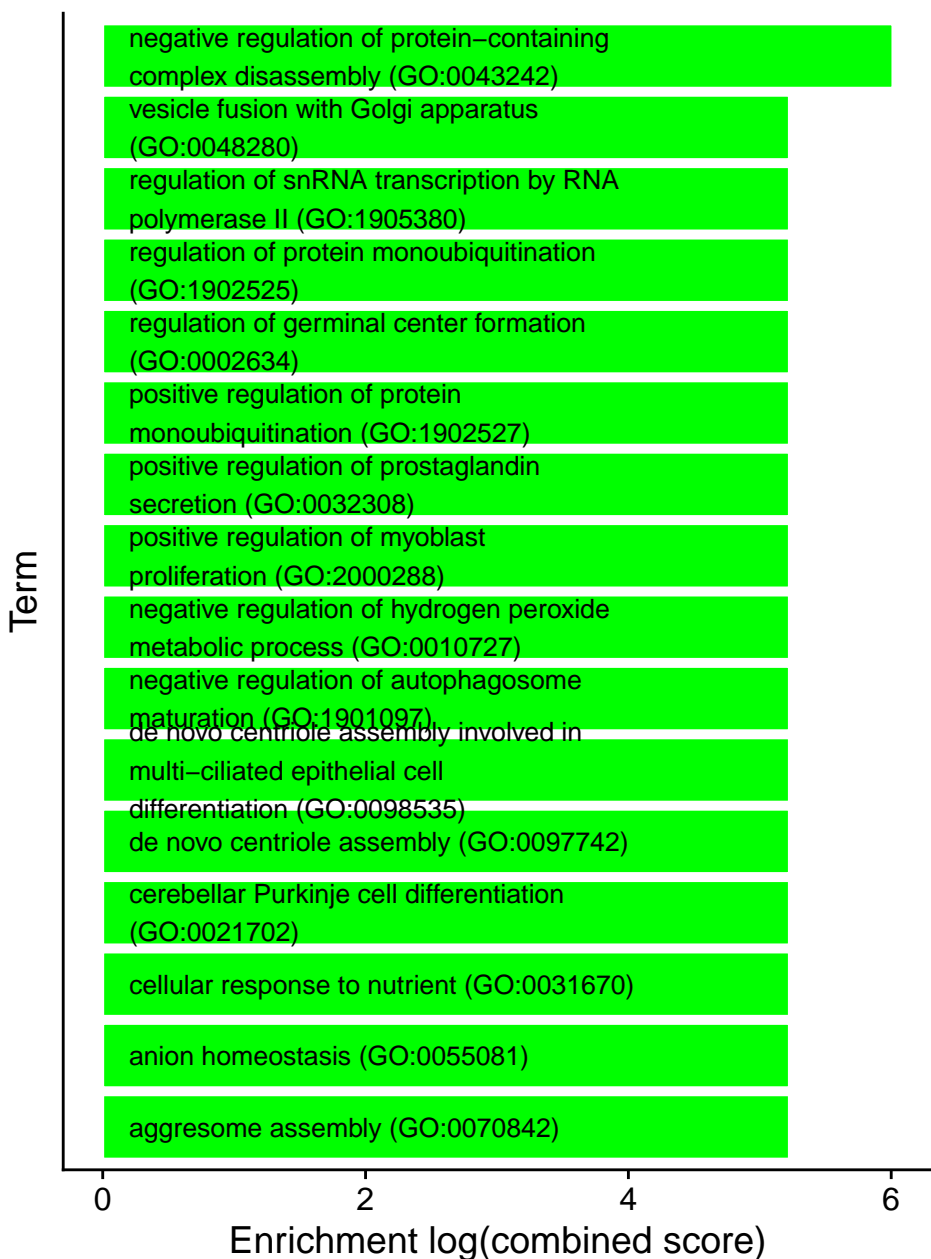 negative regulation of protein−containing
complex disassembly (GO:0043242)
vesicle fusion with Golgi apparatus
(GO:0048280)
regulation of snRNA transcription by RNA
polymerase II (GO:1905380)
regulation of protein monoubiquitination
(GO:1902525)
regulation of germinal center formation
(GO:0002634)
positive regulation of protein
monoubiquitination (GO:1902527)
positive regulation of prostaglandin
secretion (GO:0032308)
positive regulation of myoblast
proliferation (GO:2000288)
negative regulation of hydrogen peroxide
metabolic process (GO:0010727)
negative regulation of autophagosome
maturation (GO:1901097)
de novo centriole assembly involved in
multi−ciliated epithelial cell
differentiation (GO:0098535)
de novo centriole assembly (GO:0097742)
cerebellar Purkinje cell differentiation
(GO:0021702)
cellular response to nutrient (GO:0031670)
anion homeostasis (GO:0055081)
aggresome assembly (GO:0070842)
Term
0 2 4 6
Enrichment log(combined score)